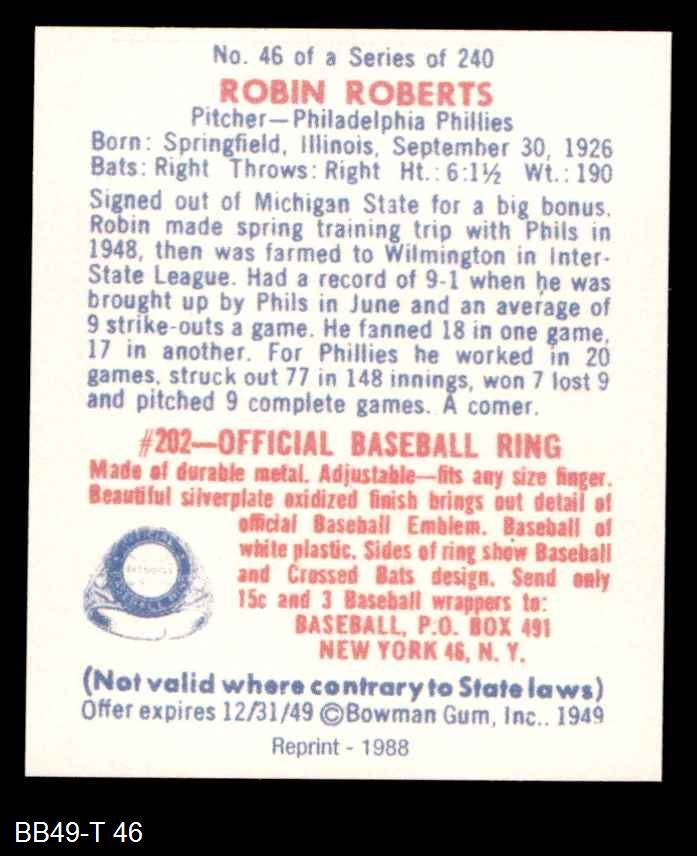 No. 46 of a Series of 240
ROBIN ROBERTS
Pitcher—Philadelphia Phillies
Born: Springfield, Illinois, September 30, 1926
Bats: Right Throws: Right Ht.: 6:1½ Wt.: 190
Signed out of Michigan State for a big bonus.
Robin made spring training trip with Phils in
1948, then was farmed to Wilmington in Inter-
State League. Had a record of 9-1 when he was
brought up by Phils in June and an average of
9 strike-outs a game. He fanned 18 in one game,
17 in another. For Phillies he worked in 20
games, struck out 77 in 148 innings, won 7 lost 9
and pitched 9 complete games. A comer.
#202—OFFICIAL BASEBALL RING
Made of durable metal. Adjustable—fits any size finger.
Beautiful silverplate oxidized finish brings out detail of
official Baseball Emblem. Baseball of
white plastic. Sides of ring show Baseball
and Crossed Bats design. Send only
15c and 3 Baseball wrappers to:
BASEBALL, P.O. BOX 491
NEW YORK 46, N. Y.
OFFICIAL
(Not valid where contrary to State laws)
Offer expires 12/31/49 ©Bowman Gum, Inc.. 1949
Reprint - 1988
BB49-T 46